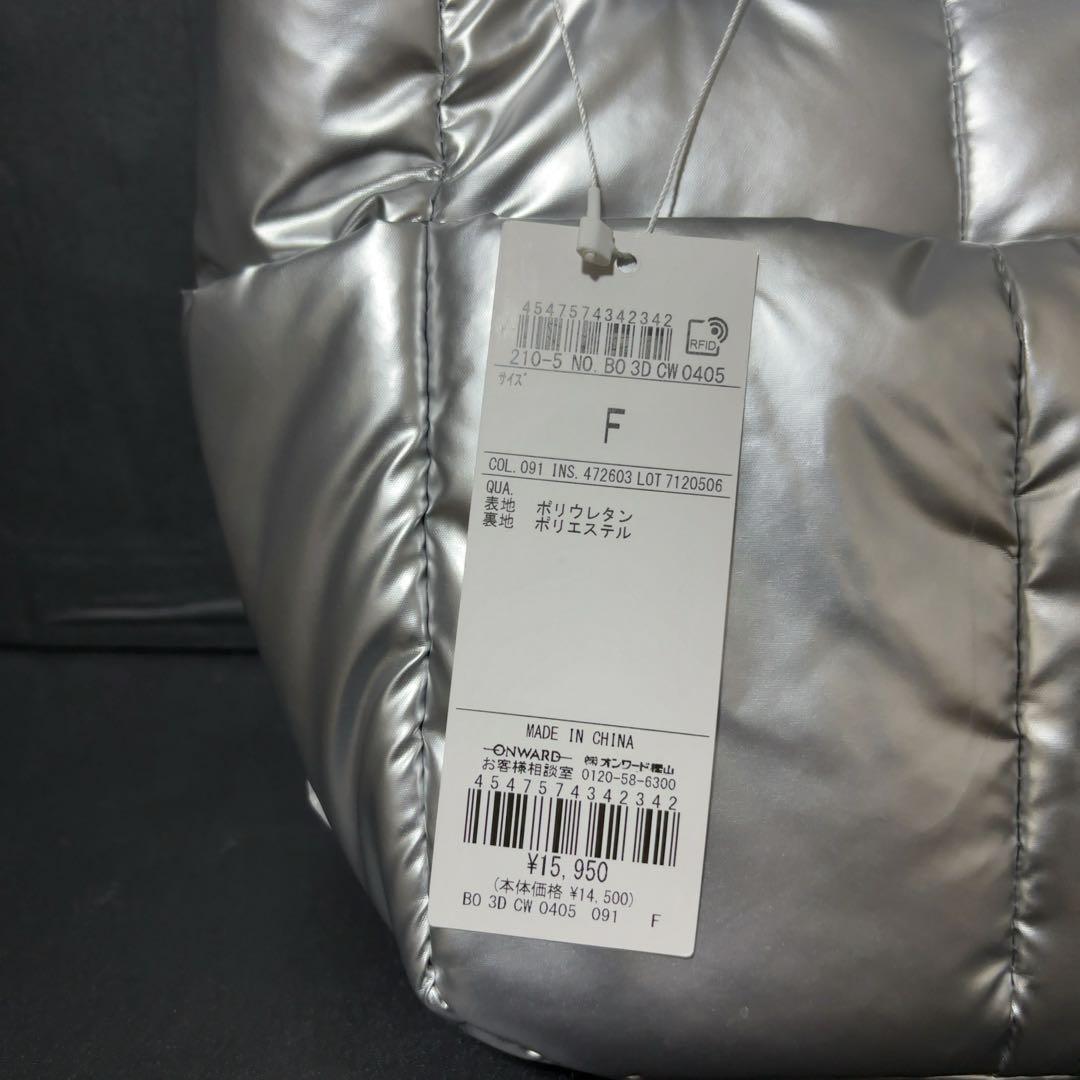 4547574342342
RFID
210-5 NO. BO 3D CW 0405
サイズ
F
COL. 091 INS. 472603 LOT 7120506
QUA.
表地 ポリウレタン
裏地 ポリエステル
MADE IN CHINA
ONWARD ㈱オンワード樫山
お客様相談室 0120-58-6300
4547574342342
¥15,950
(本体価格 ¥14,500)
BO 3D CW 0405 091 F